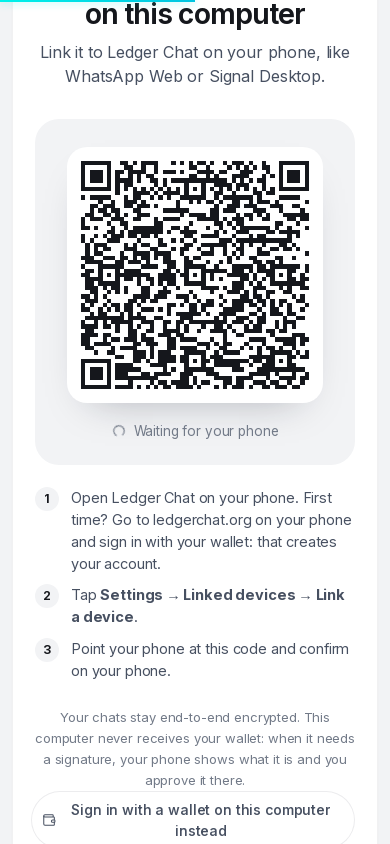 on this computer
Link it to Ledger Chat on your phone, like
WhatsApp Web or Signal Desktop.
Waiting for your phone
1 Open Ledger Chat on your phone. First
time? Go to ledgerchat.org on your phone
and sign in with your wallet: that creates
your account.
2 Tap Settings → Linked devices → Link
a device.
3 Point your phone at this code and confirm
on your phone.
Your chats stay end-to-end encrypted. This
computer never receives your wallet: when it needs
a signature, your phone shows what it is and you
approve it there.
Sign in with a wallet on this computer
instead